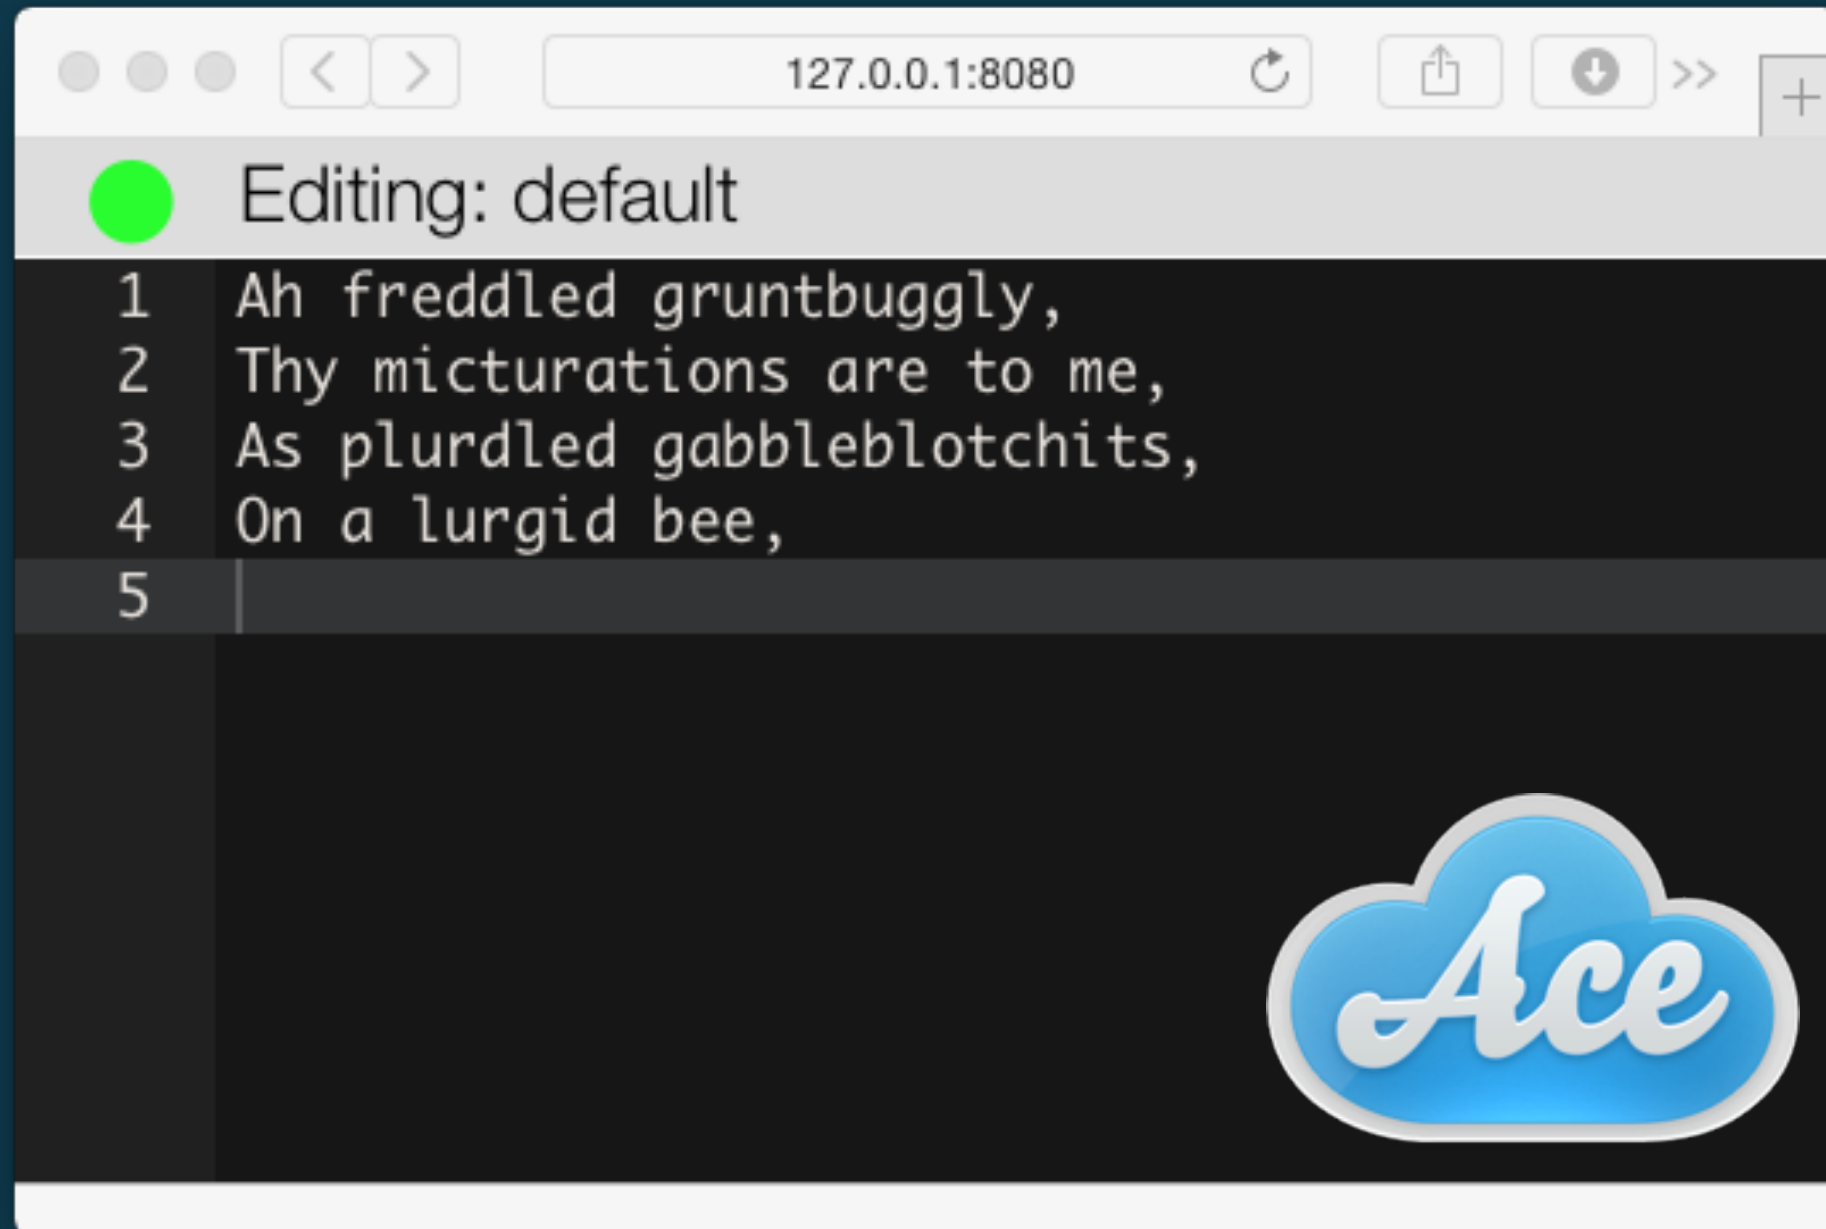 127.0.0.1:8080
Editing: default
1 Ah freddled gruntbuggly,
2 Thy micturations are to me,
3 As plurdled gabbleblotchits,
4 On a lurgid bee,
5
Ace